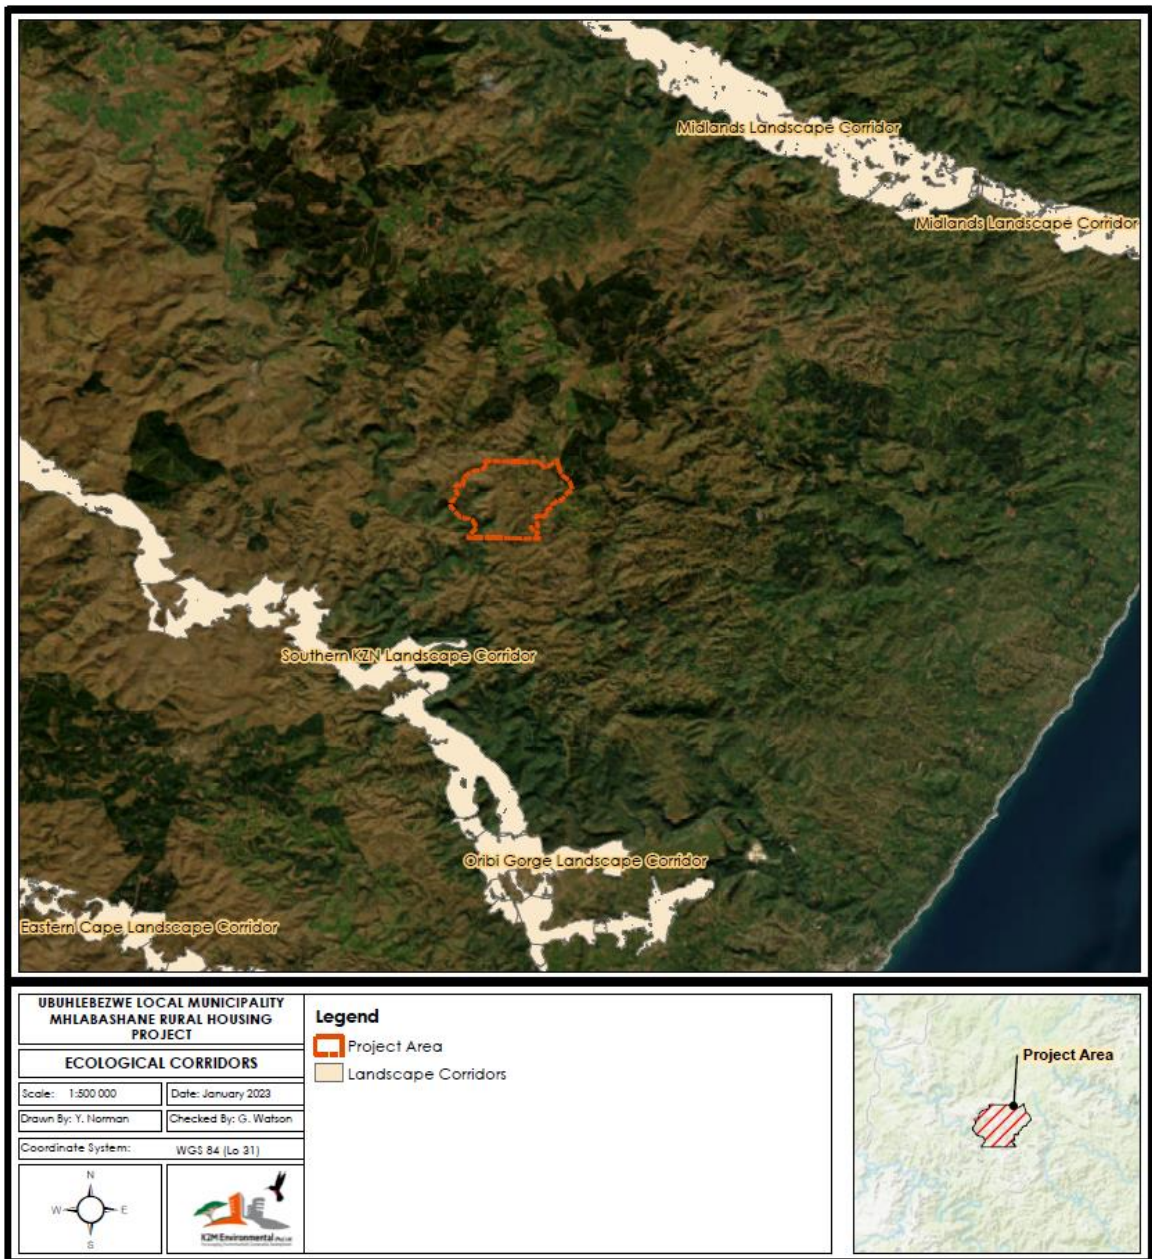 Midlands Landscape Corridor
Midlands Landscape Corridor
Southern KZN Landscape Corridor
Oribi Gorge Landscape Corridor
Eastern Cape Landscape Corridor
UBUHLEBEZWE LOCAL MUNICIPALITY
MHLABASHANE RURAL HOUSING
PROJECT
ECOLOGICAL CORRIDORS
Scale: 1:500 000
Date: January 2023
Drawn By: Y. Norman
Checked By: G. Watson
Coordinate System: WGS 84 (Lo 31)
N
W
E
S
K2M Environmental
Legend
Project Area
Landscape Corridors
Project Area